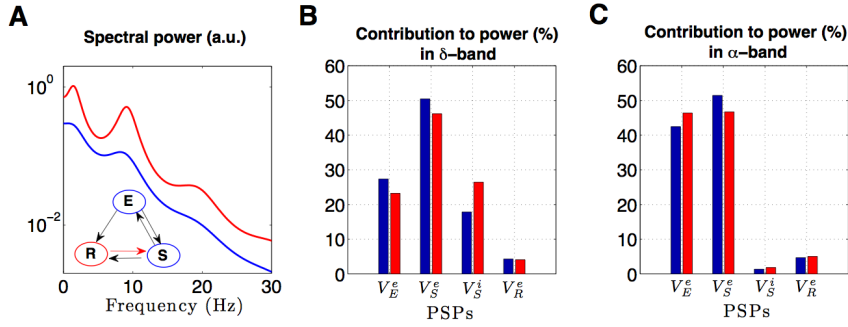 A
Spectral power (a.u.)
10^0
10^-2
E
R
S
0 10 20 30
Frequency (Hz)
B
Contribution to power (%)
in δ−band
60
50
40
30
20
10
0
V_E^e V_S^e V_S^i V_R^e
PSPs
C
Contribution to power (%)
in α−band
60
50
40
30
20
10
0
V_E^e V_S^e V_S^i V_R^e
PSPs